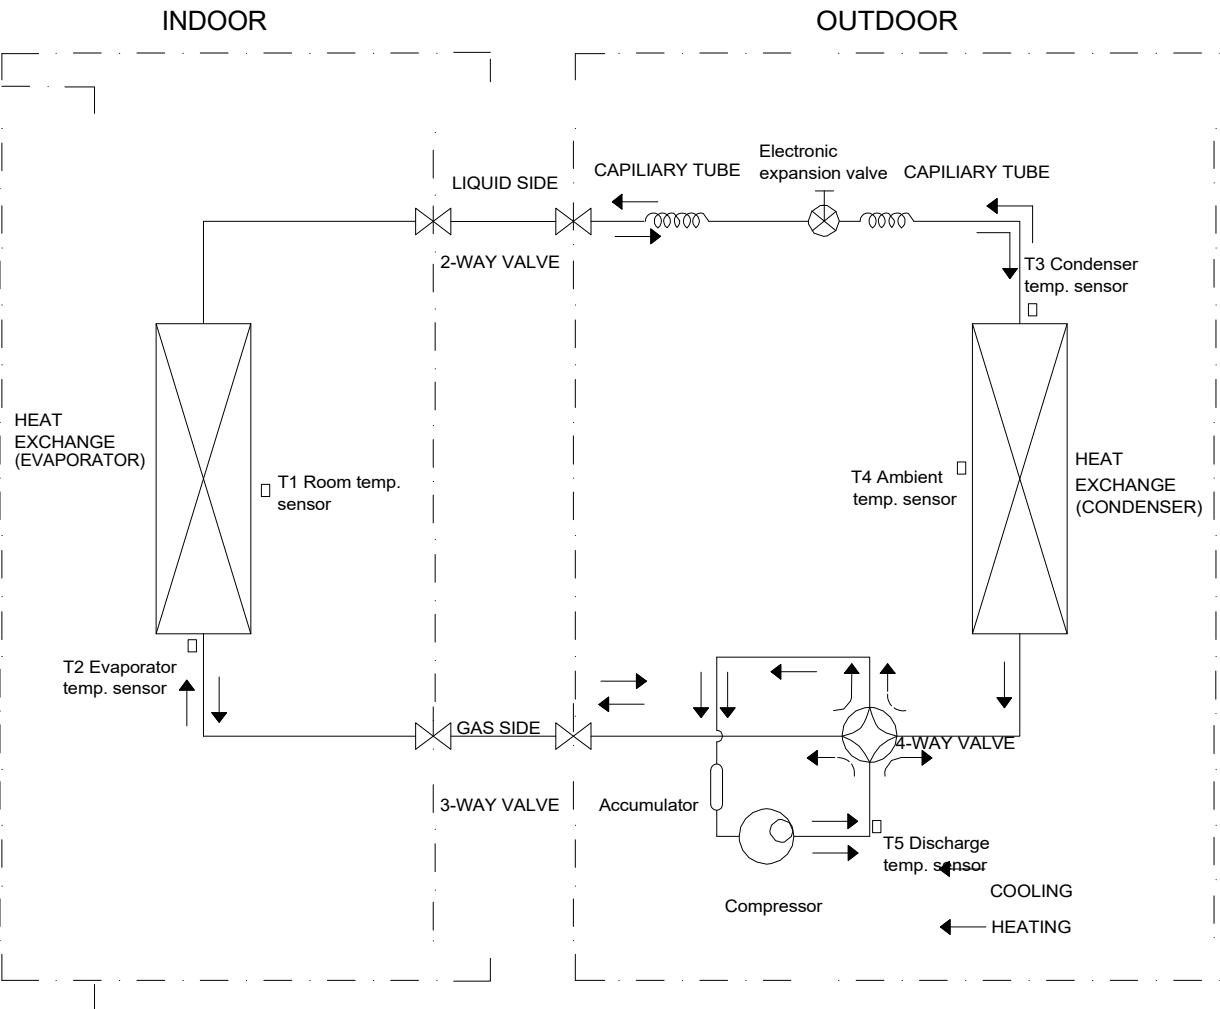 INDOOR
OUTDOOR
LIQUID SIDE
2-WAY VALVE
CAPILIARY TUBE
Electronic
expansion valve
CAPILIARY TUBE
T3 Condenser
temp. sensor
HEAT
EXCHANGE
(EVAPORATOR)
T1 Room temp.
sensor
T4 Ambient
temp. sensor
HEAT
EXCHANGE
(CONDENSER)
T2 Evaporator
temp. sensor
GAS SIDE
3-WAY VALVE
4-WAY VALVE
Accumulator
T5 Discharge
temp. sensor
Compressor
COOLING
HEATING